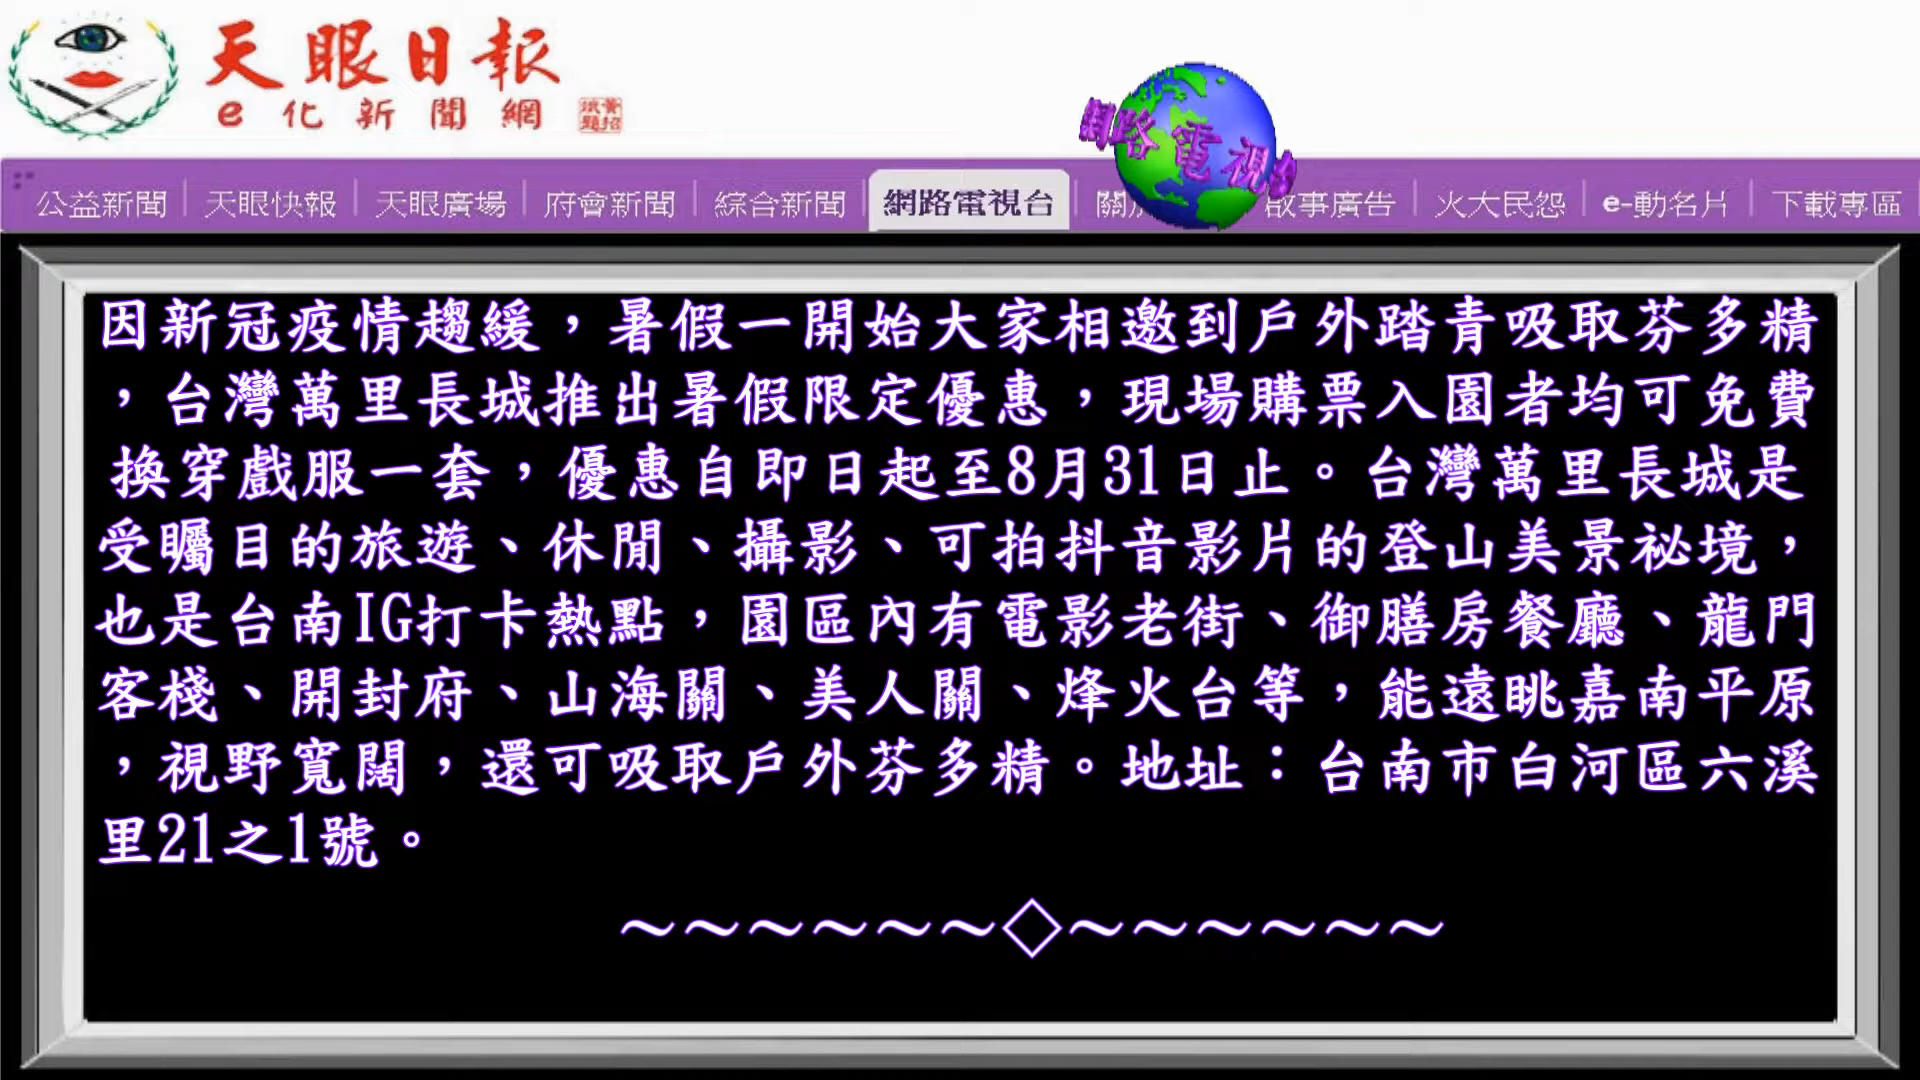 天眼日報
e化新聞網
網路電視台
公益新聞
天眼快報
天眼廣場
府會新聞
綜合新聞
網路電視台
啟事廣告
火大民怨
e-動名片
下載專區
因新冠疫情趨緩，暑假一開始大家相邀到戶外踏青吸取芬多精
，台灣萬里長城推出暑假限定優惠，現場購票入園者均可免費
換穿戲服一套，優惠自即日起至8月31日止。台灣萬里長城是
受矚目的旅遊、休閒、攝影、可拍抖音影片的登山美景祕境，
也是台南IG打卡熱點，園區內有電影老街、御膳房餐廳、龍門
客棧、開封府、山海關、美人關、烽火台等，能遠眺嘉南平原
，視野寬闊，還可吸取戶外芬多精。地址：台南市白河區六溪
里21之1號。
～～～～～～◇～～～～～～